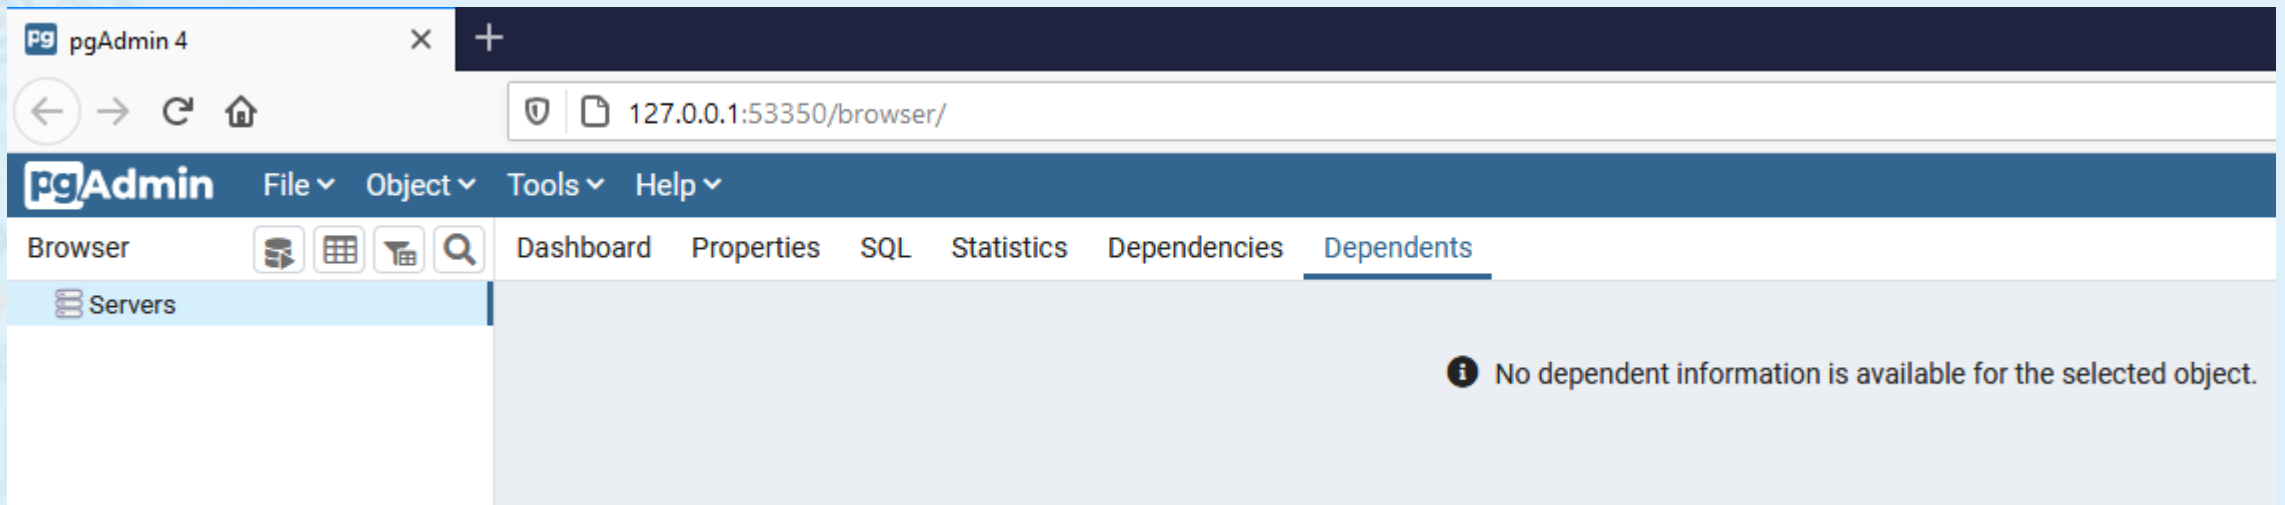 pgAdmin 4
127.0.0.1:53350/browser/
pgAdmin File Object Tools Help
Browser Dashboard Properties SQL Statistics Dependencies Dependents
Servers
No dependent information is available for the selected object.